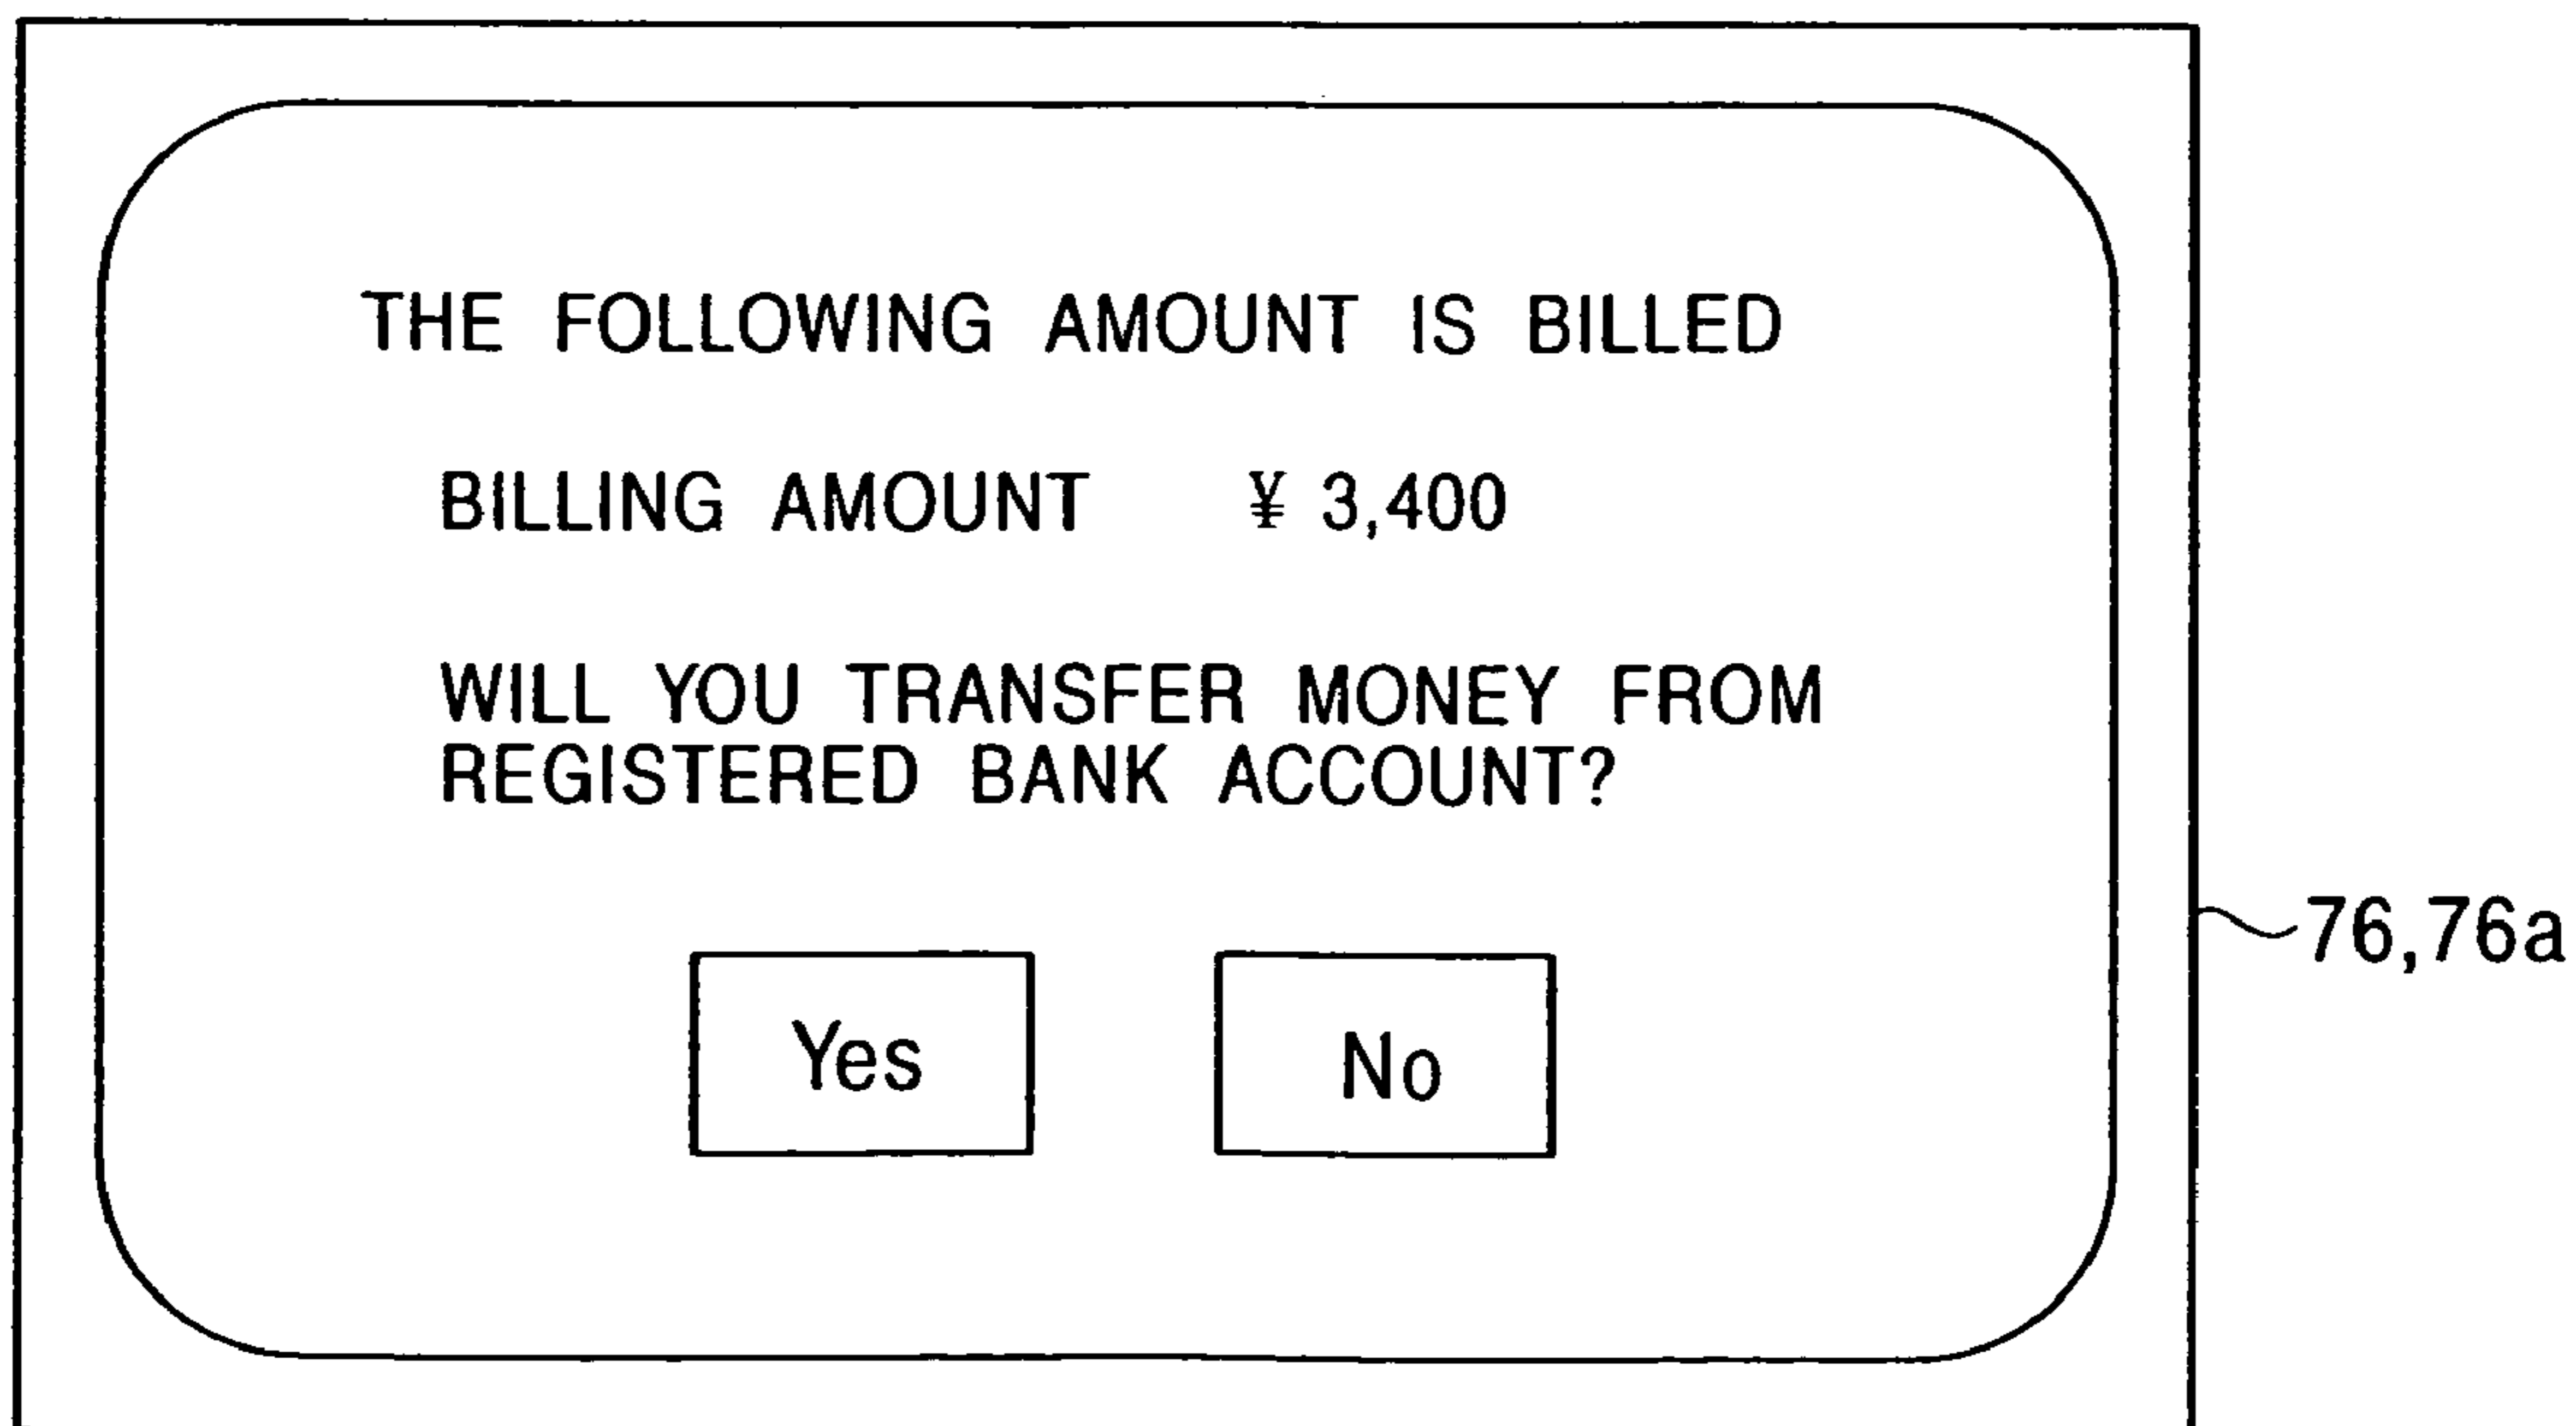 THE FOLLOWING AMOUNT IS BILLED
BILLING AMOUNT ¥ 3,400
WILL YOU TRANSFER MONEY FROM
REGISTERED BANK ACCOUNT?
76,76a
Yes No